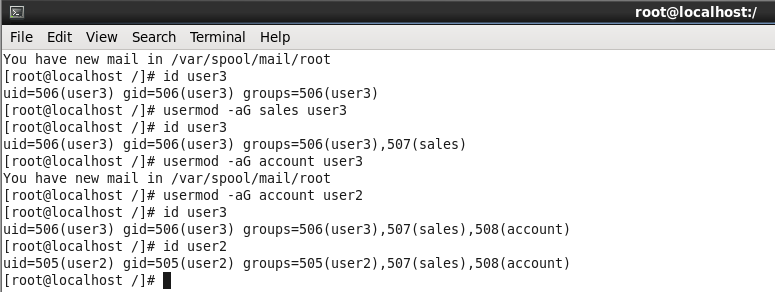 root@localhost:/
File Edit View Search Terminal Help
You have new mail in /var/spool/mail/root
[root@localhost /]# id user3
uid=506(user3) gid=506(user3) groups=506(user3)
[root@localhost /]# usermod -aG sales user3
[root@localhost /]# id user3
uid=506(user3) gid=506(user3) groups=506(user3),507(sales)
[root@localhost /]# usermod -aG account user3
You have new mail in /var/spool/mail/root
[root@localhost /]# usermod -aG account user2
[root@localhost /]# id user3
uid=506(user3) gid=506(user3) groups=506(user3),507(sales),508(account)
[root@localhost /]# id user2
uid=505(user2) gid=505(user2) groups=505(user2),507(sales),508(account)
[root@localhost /]#